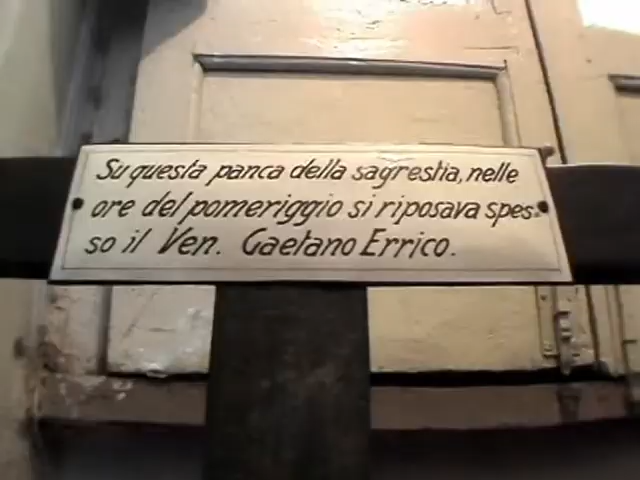 Su questa panca della sagrestia, nelle
ore del pomeriggio si riposava spes-
so il Ven. Gaetano Errico.